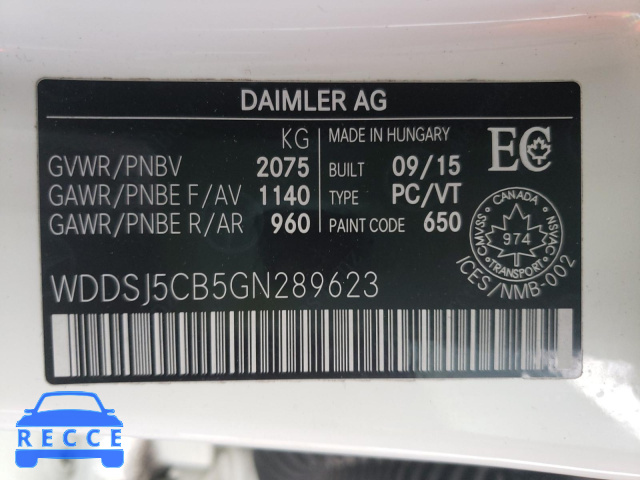 DAIMLER AG
KG
MADE IN HUNGARY
EC
GVWR/PNBV 2075
BUILT 09/15
GAWR/PNBE F/AV 1140
TYPE PC/VT
GAWR/PNBE R/AR 960
PAINT CODE 650
CANADA
CMVSS 974 NSVAC
TRANSPORT
ICES/NMB-002
WDDSJ5CB5GN289623
RECCE